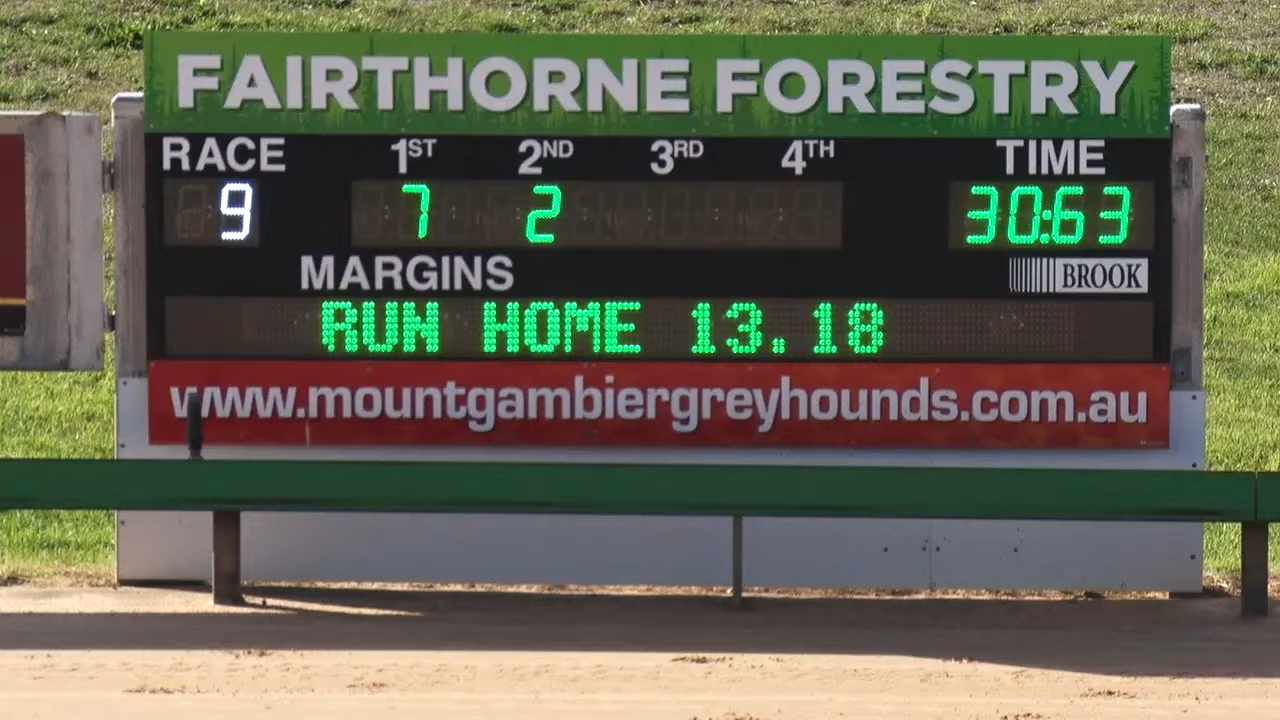 FAIRTHORNE FORESTRY
RACE 1ST 2ND 3RD 4TH TIME
9 7 2 30:63
MARGINS BROOK
RUN HOME 13.18
www.mountgambiergreyhounds.com.au